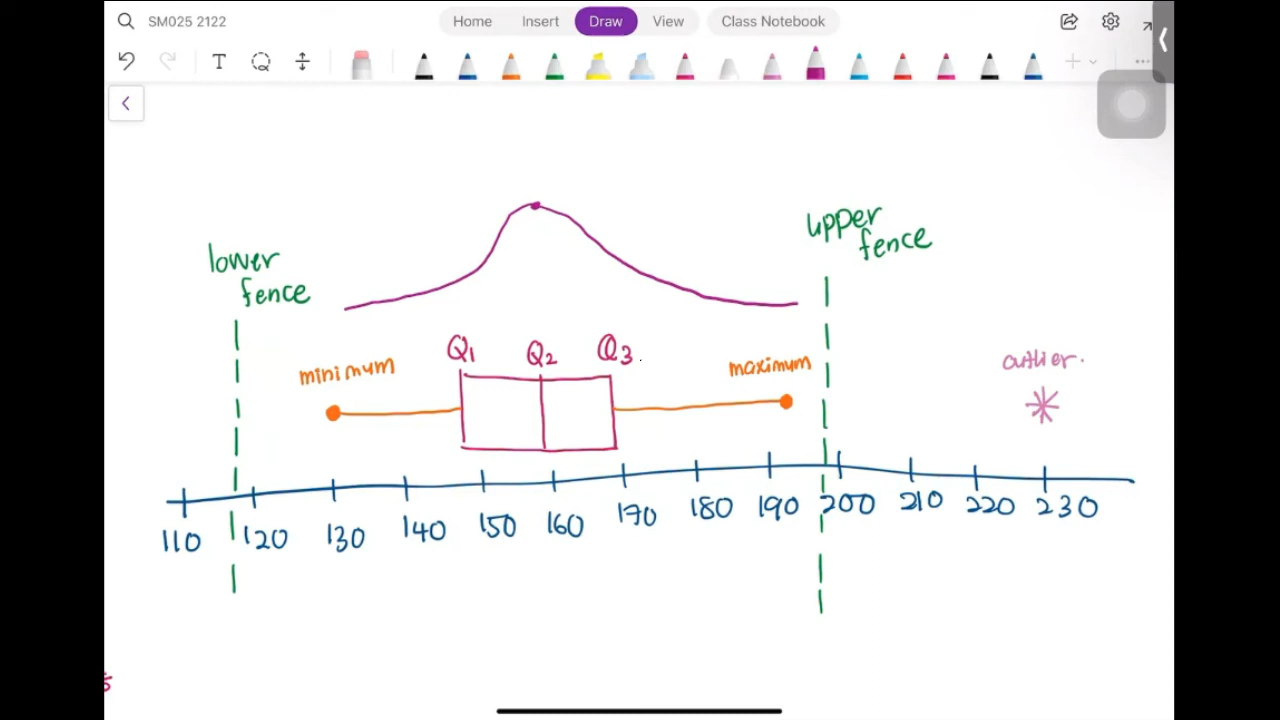 SM025 2122
Home Insert Draw View Class Notebook
T
upper
fence
lower
fence
Q1 Q2 Q3
minimum
maximum
outlier.
110 120 130 140 150 160 170 180 190 200 210 220 230